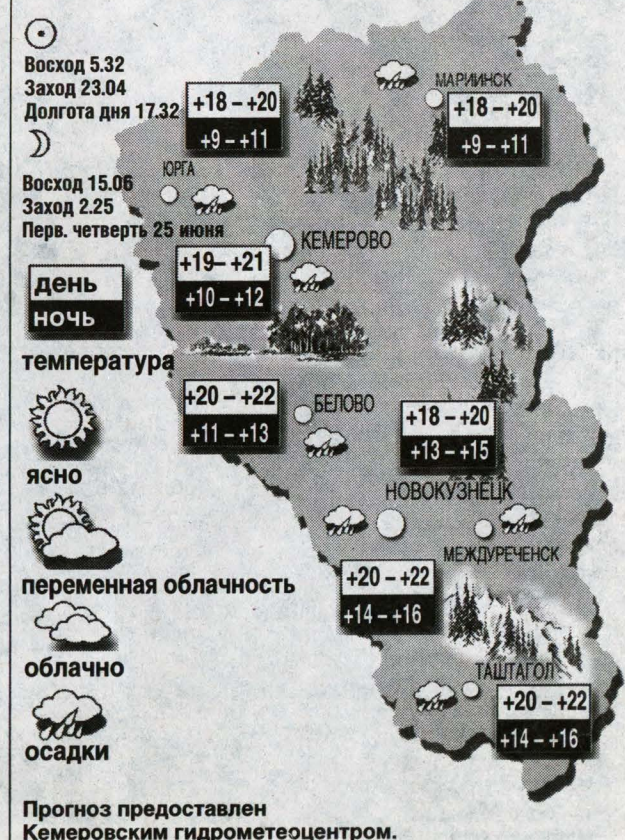 Восход 5.32
Заход 23.04
Долгота дня 17.32
+18 – +20
+9 – +11
МАРИИНСК
+18 – +20
+9 – +11
Восход 15.06
Заход 2.25
Перв. четверть 25 июня
ЮРГА
КЕМЕРОВО
+19– +21
+10 – +12
день
ночь
температура
+20 – +22
+11 – +13
БЕЛОВО
+18 – +20
+13 – +15
ясно
НОВОКУЗНЕЦК
МЕЖДУРЕЧЕНСК
переменная облачность
+20 – +22
+14 – +16
облачно
ТАШТАГОЛ
+20 – +22
+14 – +16
осадки
Прогноз предоставлен
Кемеровским гидрометеоцентром.